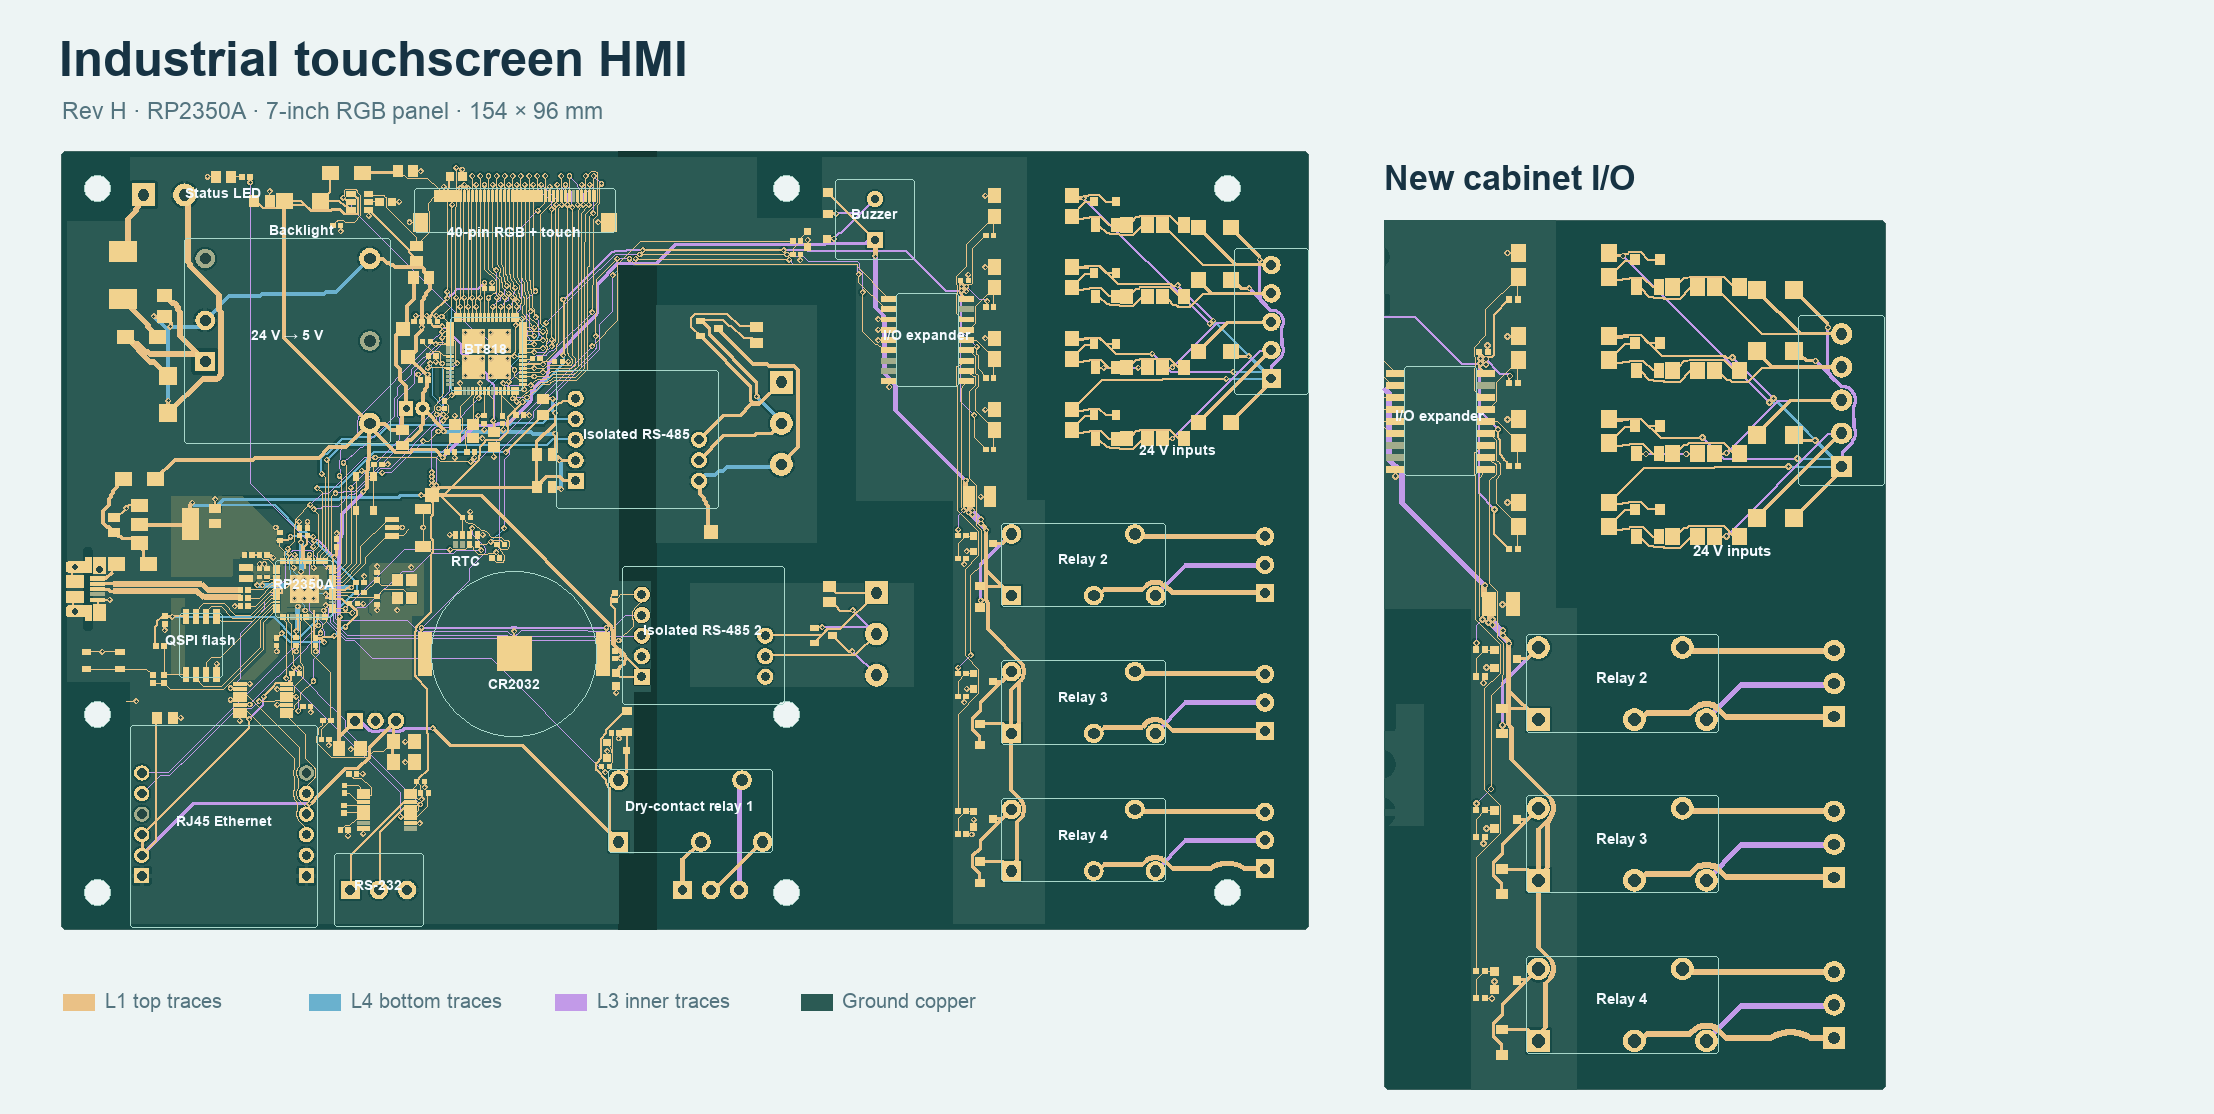 Industrial touchscreen HMI
Rev H · RP2350A · 7-inch RGB panel · 154 × 96 mm
New cabinet I/O
Status LED
Backlight
40-pin RGB + touch
Buzzer
24 V → 5 V
BT818
I/O expander
24 V inputs
Isolated RS-485
RTC
RP2350A
QSPI flash
Isolated RS-485 2
CR2032
Relay 2
Relay 3
Relay 4
Dry-contact relay 1
RJ45 Ethernet
RS-232
I/O expander
24 V inputs
Relay 2
Relay 3
Relay 4
L1 top traces
L4 bottom traces
L3 inner traces
Ground copper